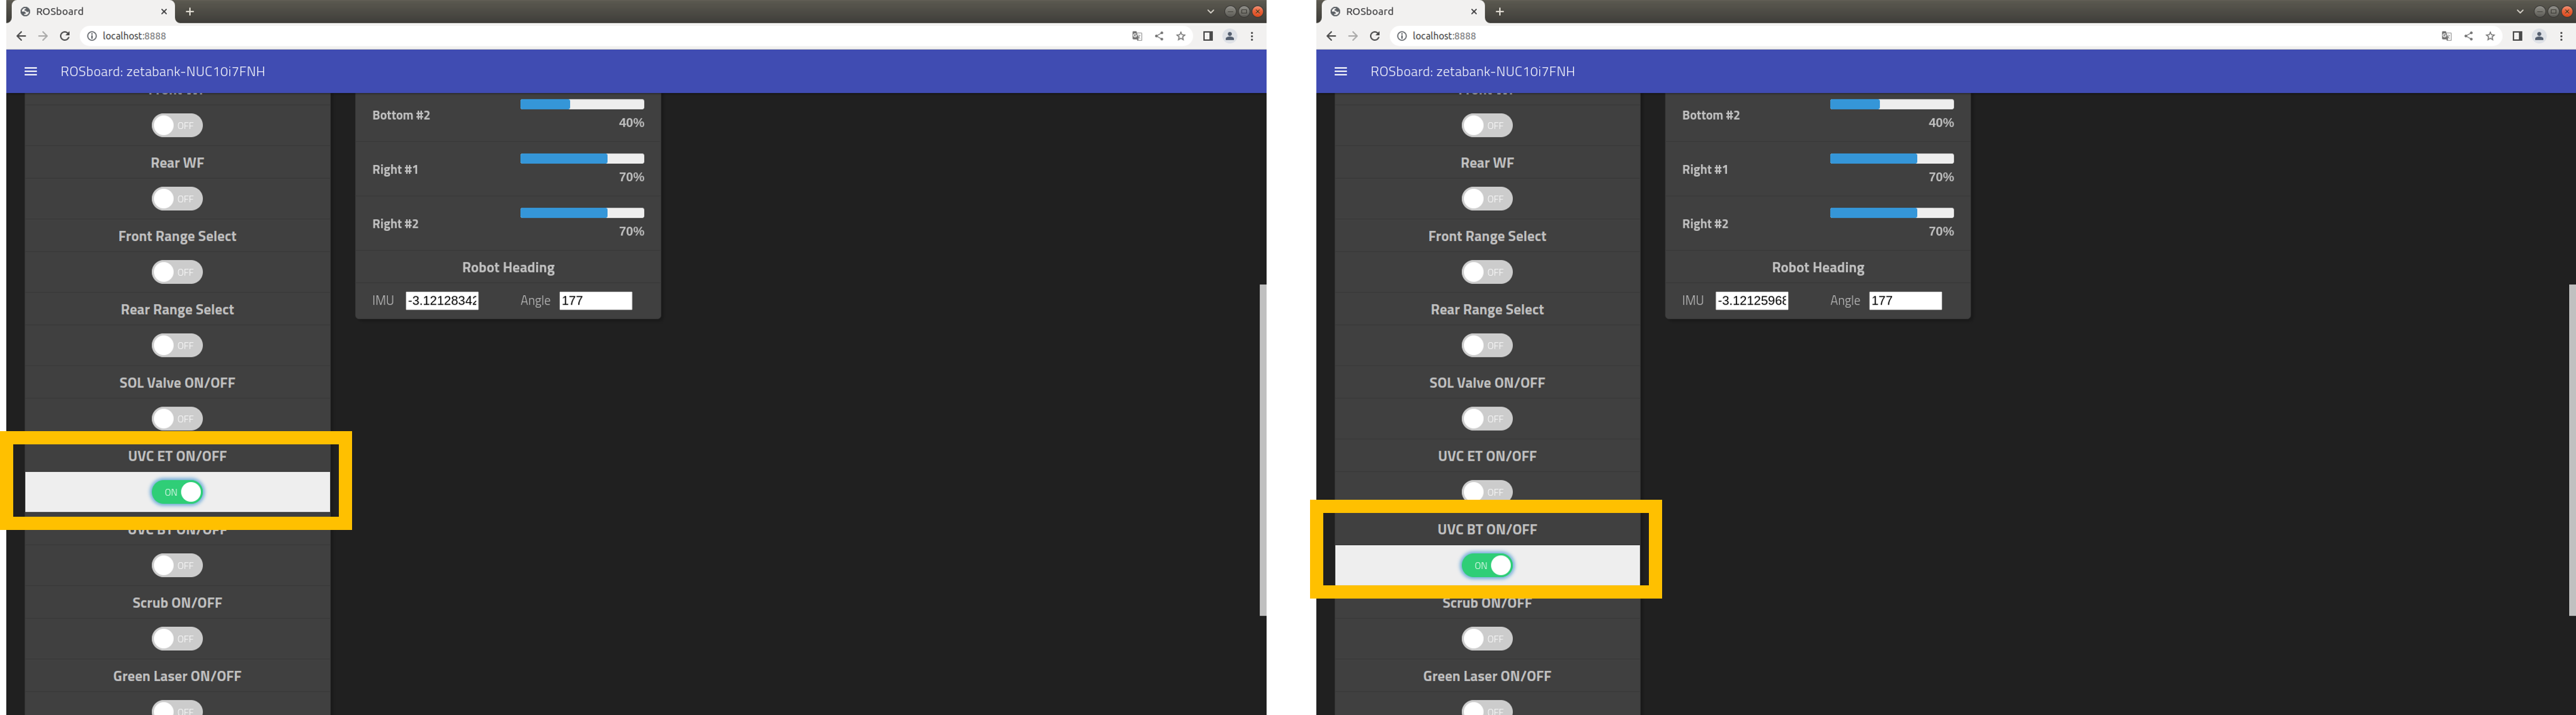 ROSboard
localhost:8888
ROSboard: zetabank-NUC10i7FNH
OFF
Rear WF
OFF
Front Range Select
OFF
Rear Range Select
OFF
SOL Valve ON/OFF
OFF
UVC ET ON/OFF
ON
UVC BT ON/OFF
OFF
Scrub ON/OFF
OFF
Green Laser ON/OFF
OFF
Bottom #2
40%
Right #1
70%
Right #2
70%
Robot Heading
IMU -3.12128342 Angle 177
ROSboard
localhost:8888
ROSboard: zetabank-NUC10i7FNH
OFF
Rear WF
OFF
Front Range Select
OFF
Rear Range Select
OFF
SOL Valve ON/OFF
OFF
UVC ET ON/OFF
OFF
UVC BT ON/OFF
ON
Scrub ON/OFF
OFF
Green Laser ON/OFF
OFF
Bottom #2
40%
Right #1
70%
Right #2
70%
Robot Heading
IMU -3.12125968 Angle 177